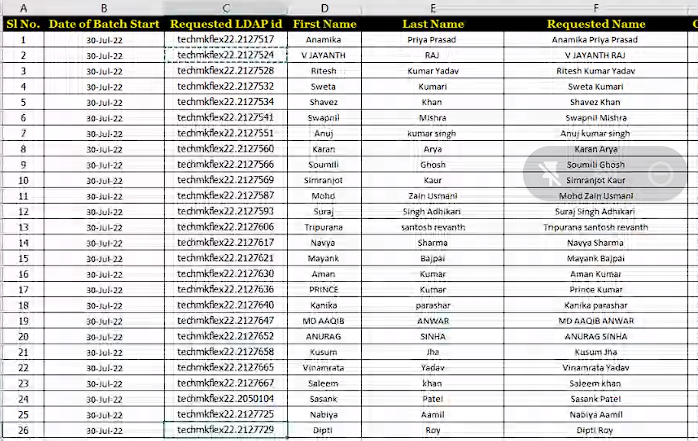 A B C D E F
Sl No. Date of Batch Start Requested LDAP id First Name Last Name Requested Name
1 30-Jul-22 techmkflex22.2127517 Anamika Priya Prasad Anamika Priya Prasad
2 30-Jul-22 techmkflex22.2127524 V JAYANTH RAJ V JAYANTH RAJ
3 30-Jul-22 techmkflex22.2127528 Ritesh Kumar Yadav Ritesh Kumar Yadav
4 30-Jul-22 techmkflex22.2127532 Sweta Kumari Sweta Kumari
5 30-Jul-22 techmkflex22.2127534 Shavez Khan Shavez Khan
6 30-Jul-22 techmkflex22.2127541 Swapnil Mishra Swapnil Mishra
7 30-Jul-22 techmkflex22.2127551 Anuj kumar singh Anuj kumar singh
8 30-Jul-22 techmkflex22.2127560 Karan Arya Karan Arya
9 30-Jul-22 techmkflex22.2127566 Soumili Ghosh Soumili Ghosh
10 30-Jul-22 techmkflex22.2127569 Simranjot Kaur Simranjot Kaur
11 30-Jul-22 techmkflex22.2127587 Mohd Zain Usmani Mohd Zain Usmani
12 30-Jul-22 techmkflex22.2127593 Suraj Singh Adhikari Suraj Singh Adhikari
13 30-Jul-22 techmkflex22.2127606 Tripurana santosh revanth Tripurana santosh revanth
14 30-Jul-22 techmkflex22.2127617 Navya Sharma Navya Sharma
15 30-Jul-22 techmkflex22.2127621 Mayank Bajpai Mayank Bajpai
16 30-Jul-22 techmkflex22.2127630 Aman Kumar Aman Kumar
17 30-Jul-22 techmkflex22.2127636 PRINCE Kumar Prince Kumar
18 30-Jul-22 techmkflex22.2127640 Kanika parashar Kanika parashar
19 30-Jul-22 techmkflex22.2127647 MD AAQIB ANWAR MD AAQIB ANWAR
20 30-Jul-22 techmkflex22.2127652 ANURAG SINHA ANURAG SINHA
21 30-Jul-22 techmkflex22.2127658 Kusum Jha Kusum Jha
22 30-Jul-22 techmkflex22.2127665 Vinamrata Yadav Vinamrata Yadav
23 30-Jul-22 techmkflex22.2127667 Saleem khan Saleem khan
24 30-Jul-22 techmkflex22.2050104 Sasank Patel Sasank Patel
25 30-Jul-22 techmkflex22.2127725 Nabiya Aamil Nabiya Aamil
26 30-Jul-22 techmkflex22.2127729 Dipti Roy Dipti Roy